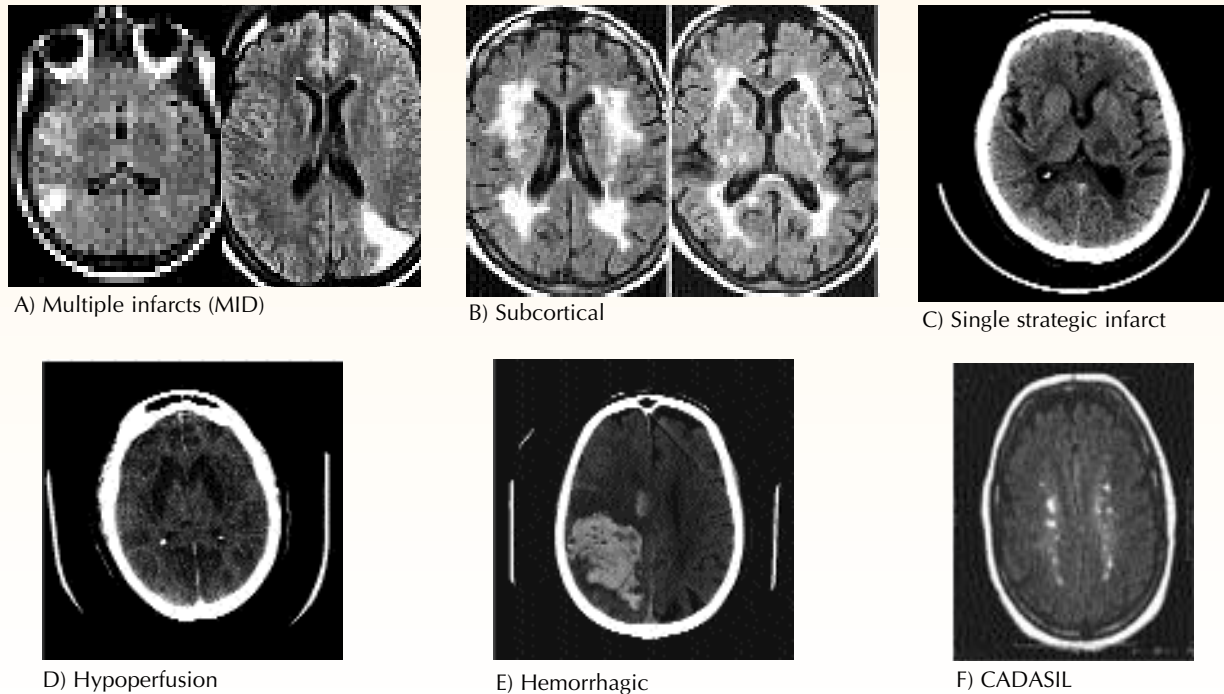 A) Multiple infarcts (MID)
B) Subcortical
C) Single strategic infarct
D) Hypoperfusion
E) Hemorrhagic
F) CADASIL